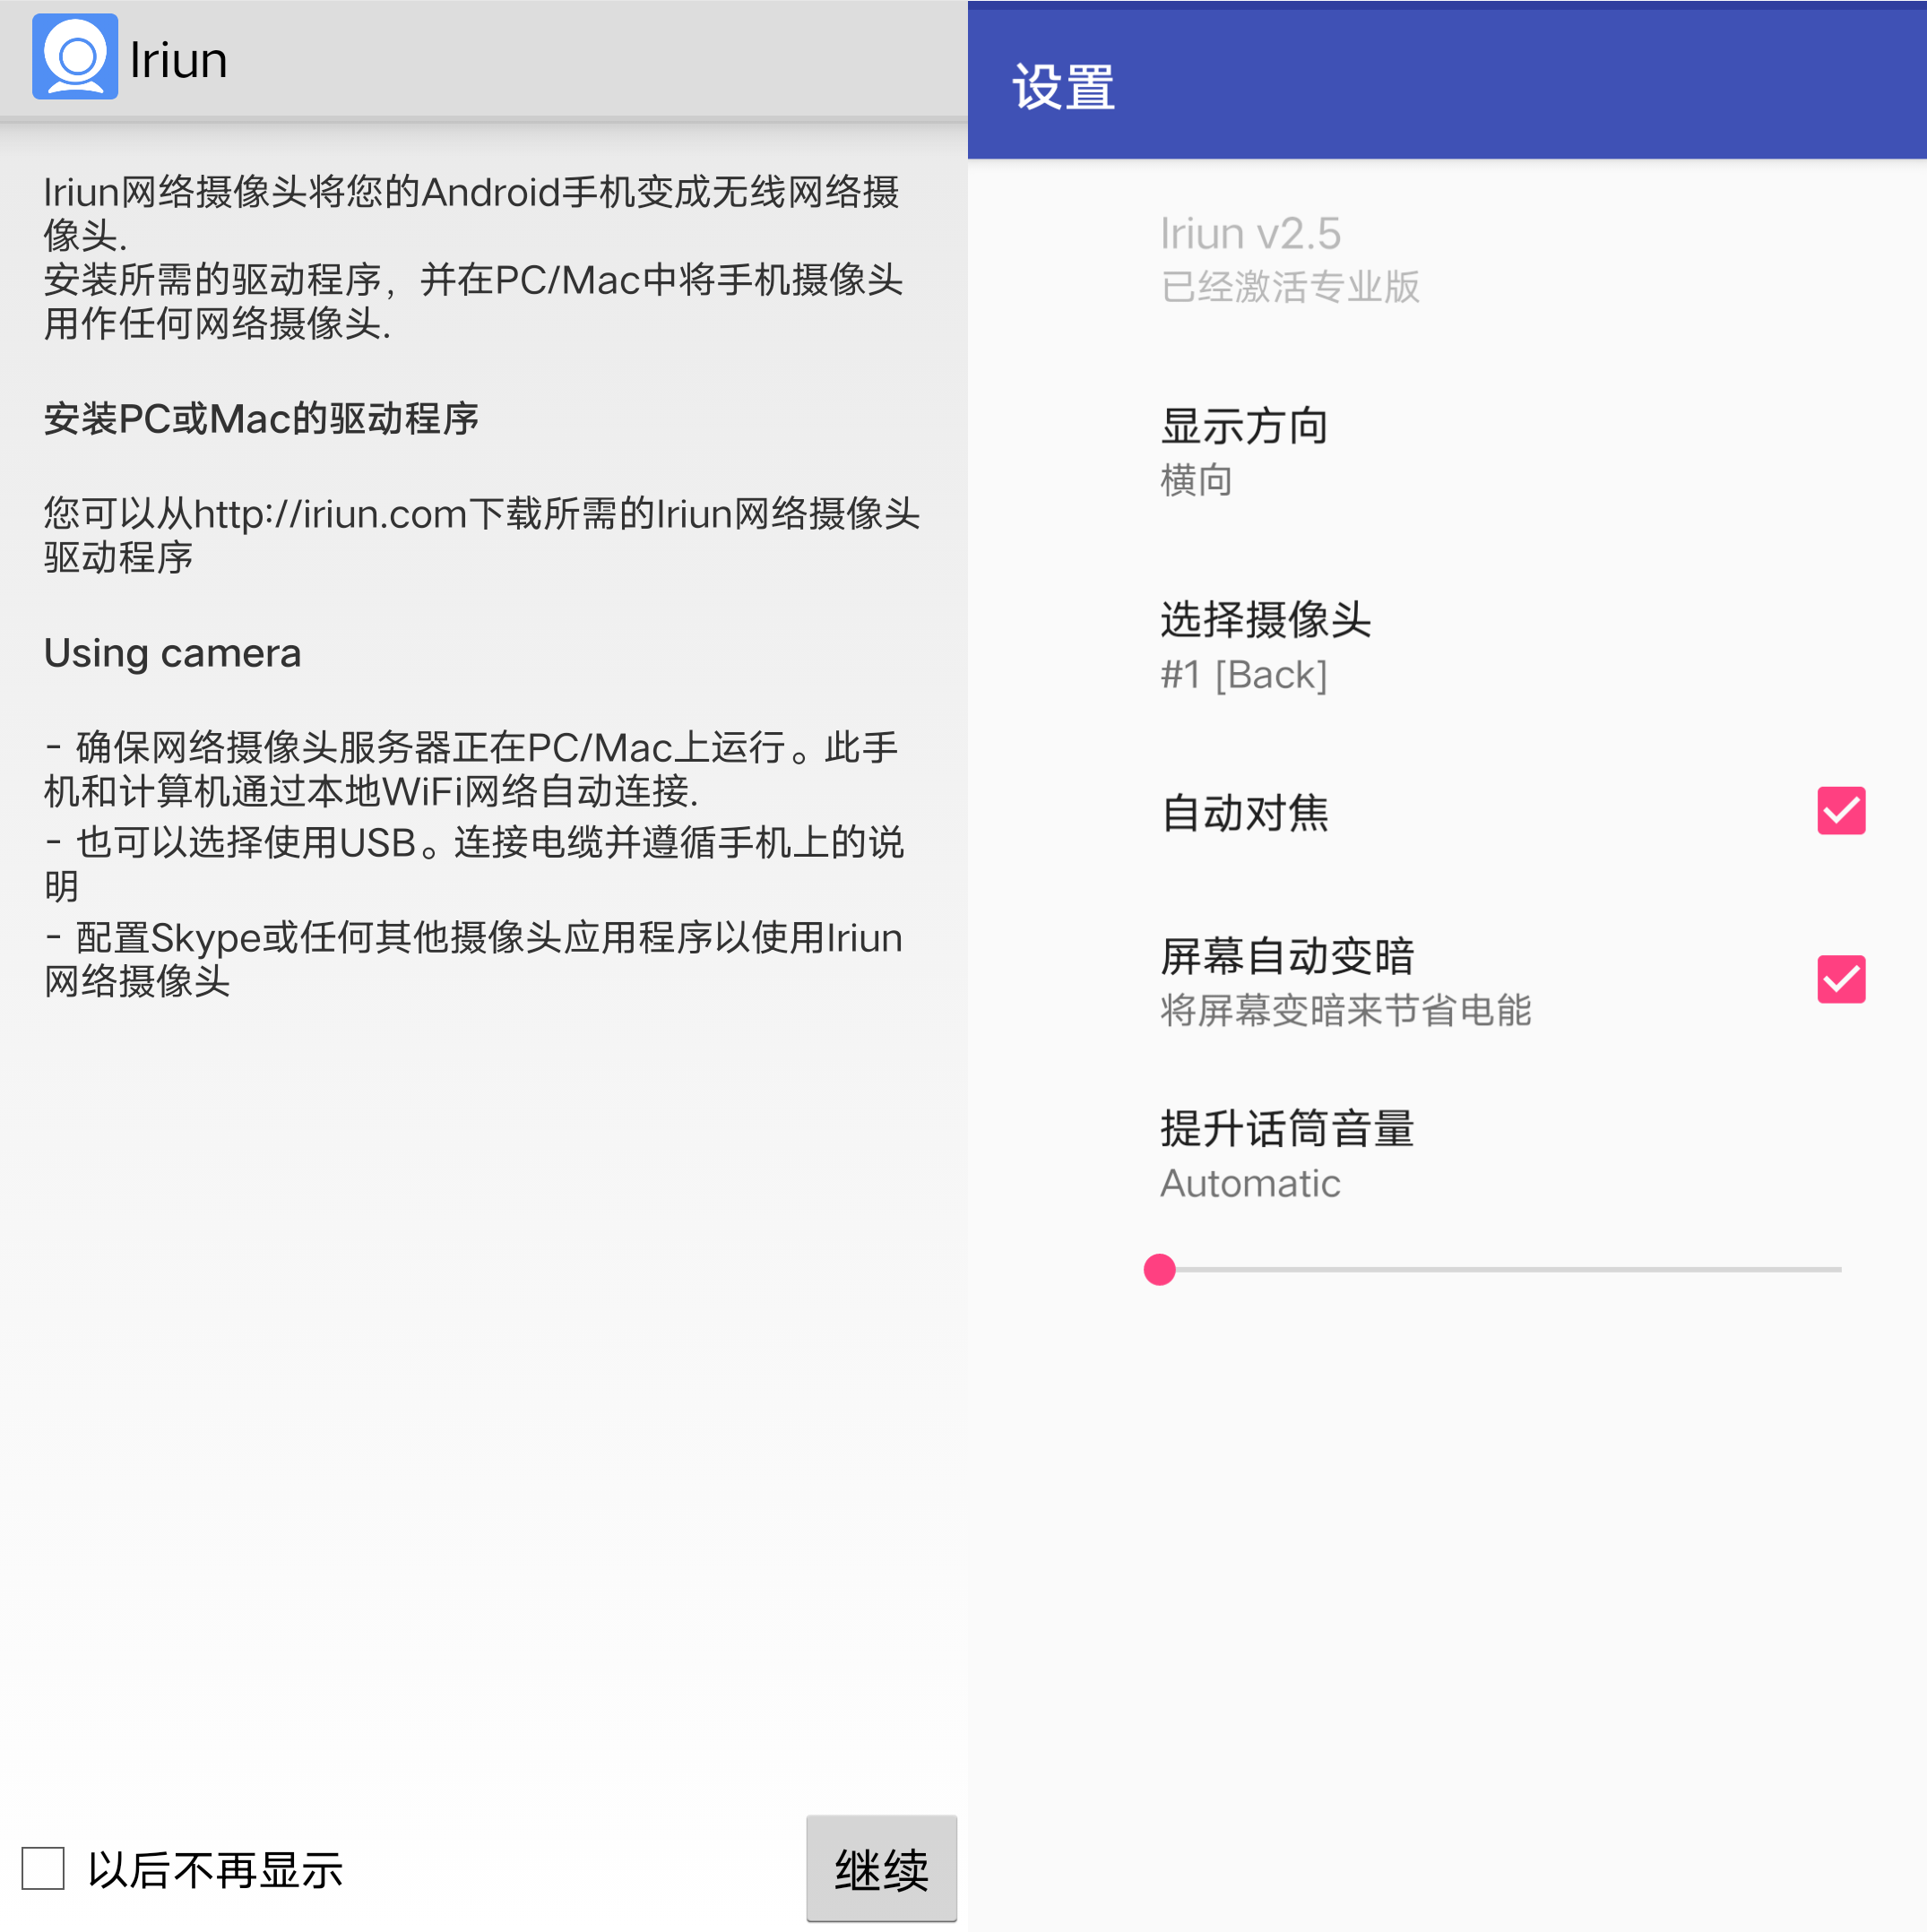 Iriun
Iriun网络摄像头将您的Android手机变成无线网络摄
像头.
安装所需的驱动程序，并在PC/Mac中将手机摄像头
用作任何网络摄像头.
安装PC或Mac的驱动程序
您可以从http://iriun.com下载所需的Iriun网络摄像头
驱动程序
Using camera
- 确保网络摄像头服务器正在PC/Mac上运行。此手
机和计算机通过本地WiFi网络自动连接.
- 也可以选择使用USB。连接电缆并遵循手机上的说
明
- 配置Skype或任何其他摄像头应用程序以使用Iriun
网络摄像头
以后不再显示
继续
设置
Iriun v2.5
已经激活专业版
显示方向
横向
选择摄像头
#1 [Back]
自动对焦
屏幕自动变暗
将屏幕变暗来节省电能
提升话筒音量
Automatic